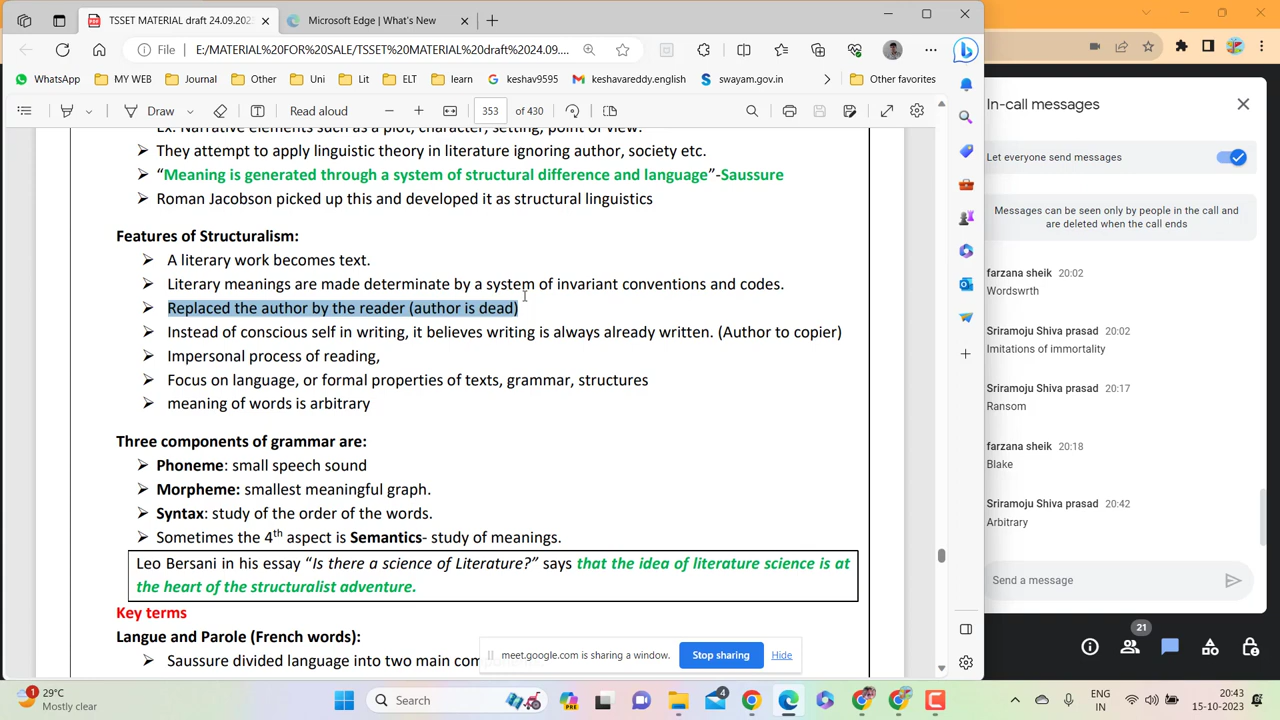 TSSET MATERIAL draft 24.09.202
Microsoft Edge | What's New
File
E:/MATERIAL%20FOR%20SALE/TSSET%20MATERIAL%20draft%2024.09....
WhatsApp
MY WEB
Journal
Other
Uni
Lit
ELT
learn
keshav9595
keshavareddy.english
swayam.gov.in
Other favorites
Draw
Read aloud
353
of 430
Ex: Narrative elements such as a plot, character, setting, point of view.
They attempt to apply linguistic theory in literature ignoring author, society etc.
“Meaning is generated through a system of structural difference and language”-Saussure
Roman Jacobson picked up this and developed it as structural linguistics
Features of Structuralism:
A literary work becomes text.
Literary meanings are made determinate by a system of invariant conventions and codes.
Replaced the author by the reader (author is dead)
Instead of conscious self in writing, it believes writing is always already written. (Author to copier)
Impersonal process of reading,
Focus on language, or formal properties of texts, grammar, structures
meaning of words is arbitrary
Three components of grammar are:
Phoneme: small speech sound
Morpheme: smallest meaningful graph.
Syntax: study of the order of the words.
Sometimes the 4th aspect is Semantics- study of meanings.
Leo Bersani in his essay “Is there a science of Literature?” says that the idea of literature science is at
the heart of the structuralist adventure.
Key terms
Langue and Parole (French words):
Saussure divided language into two main com
meet.google.com is sharing a window.
Stop sharing
Hide
In-call messages
Let everyone send messages
Messages can be seen only by people in the call and
are deleted when the call ends
farzana sheik 20:02
Wordswrth
Sriramoju Shiva prasad 20:02
Imitations of immortality
Sriramoju Shiva prasad 20:17
Ransom
farzana sheik 20:18
Blake
Sriramoju Shiva prasad 20:42
Arbitrary
Send a message
21
1
29°C
Mostly clear
Search
PRE
4
ENG
IN
20:43
15-10-2023